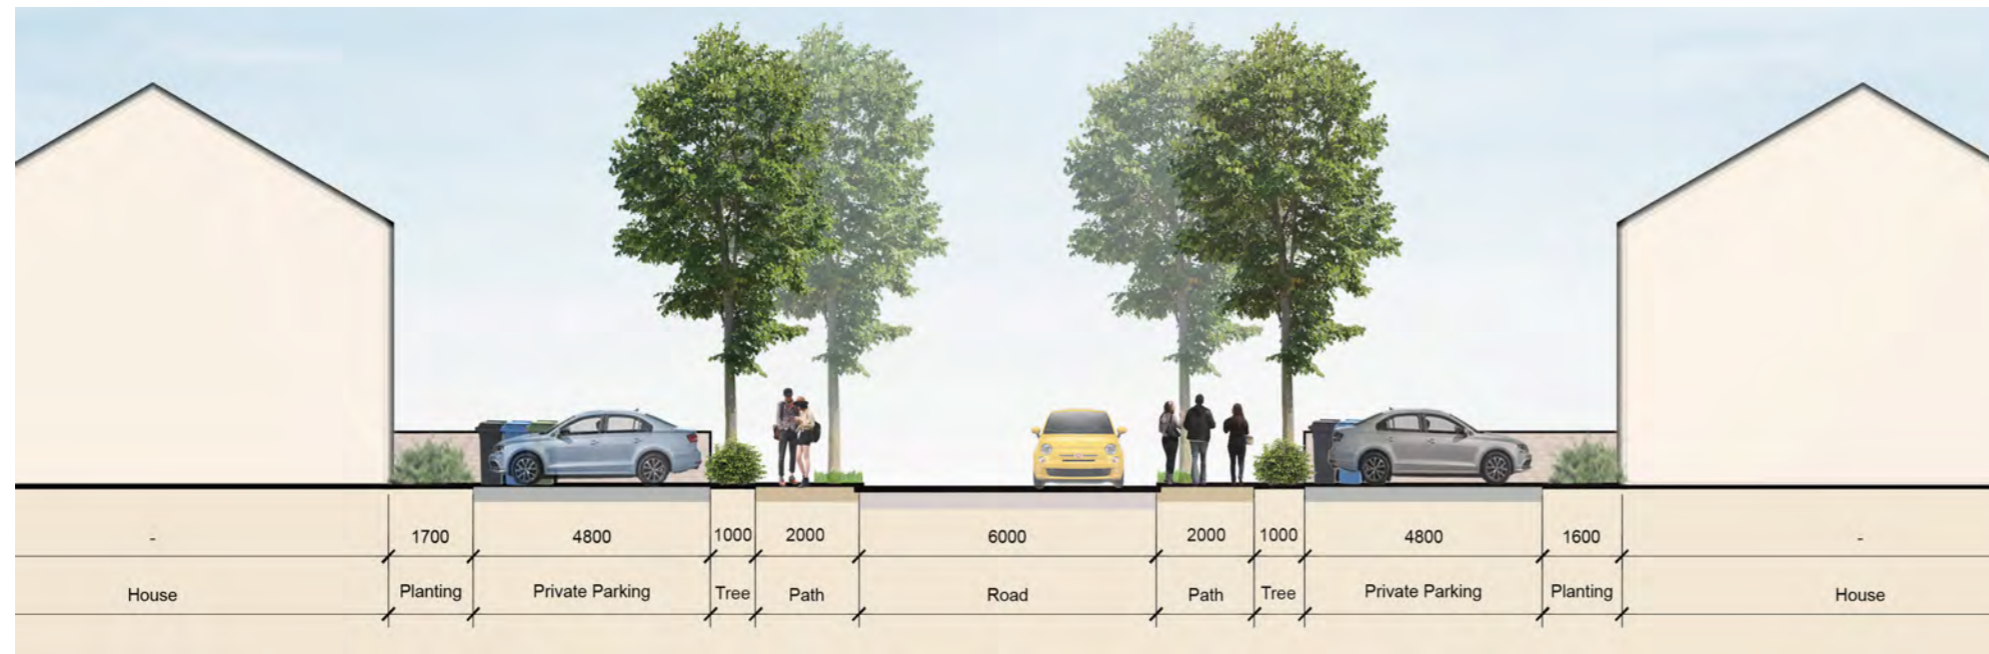 - 1700 4800 1000 2000 6000 2000 1000 4800 1600 -
House Planting Private Parking Tree Path Road Path Tree Private Parking Planting House